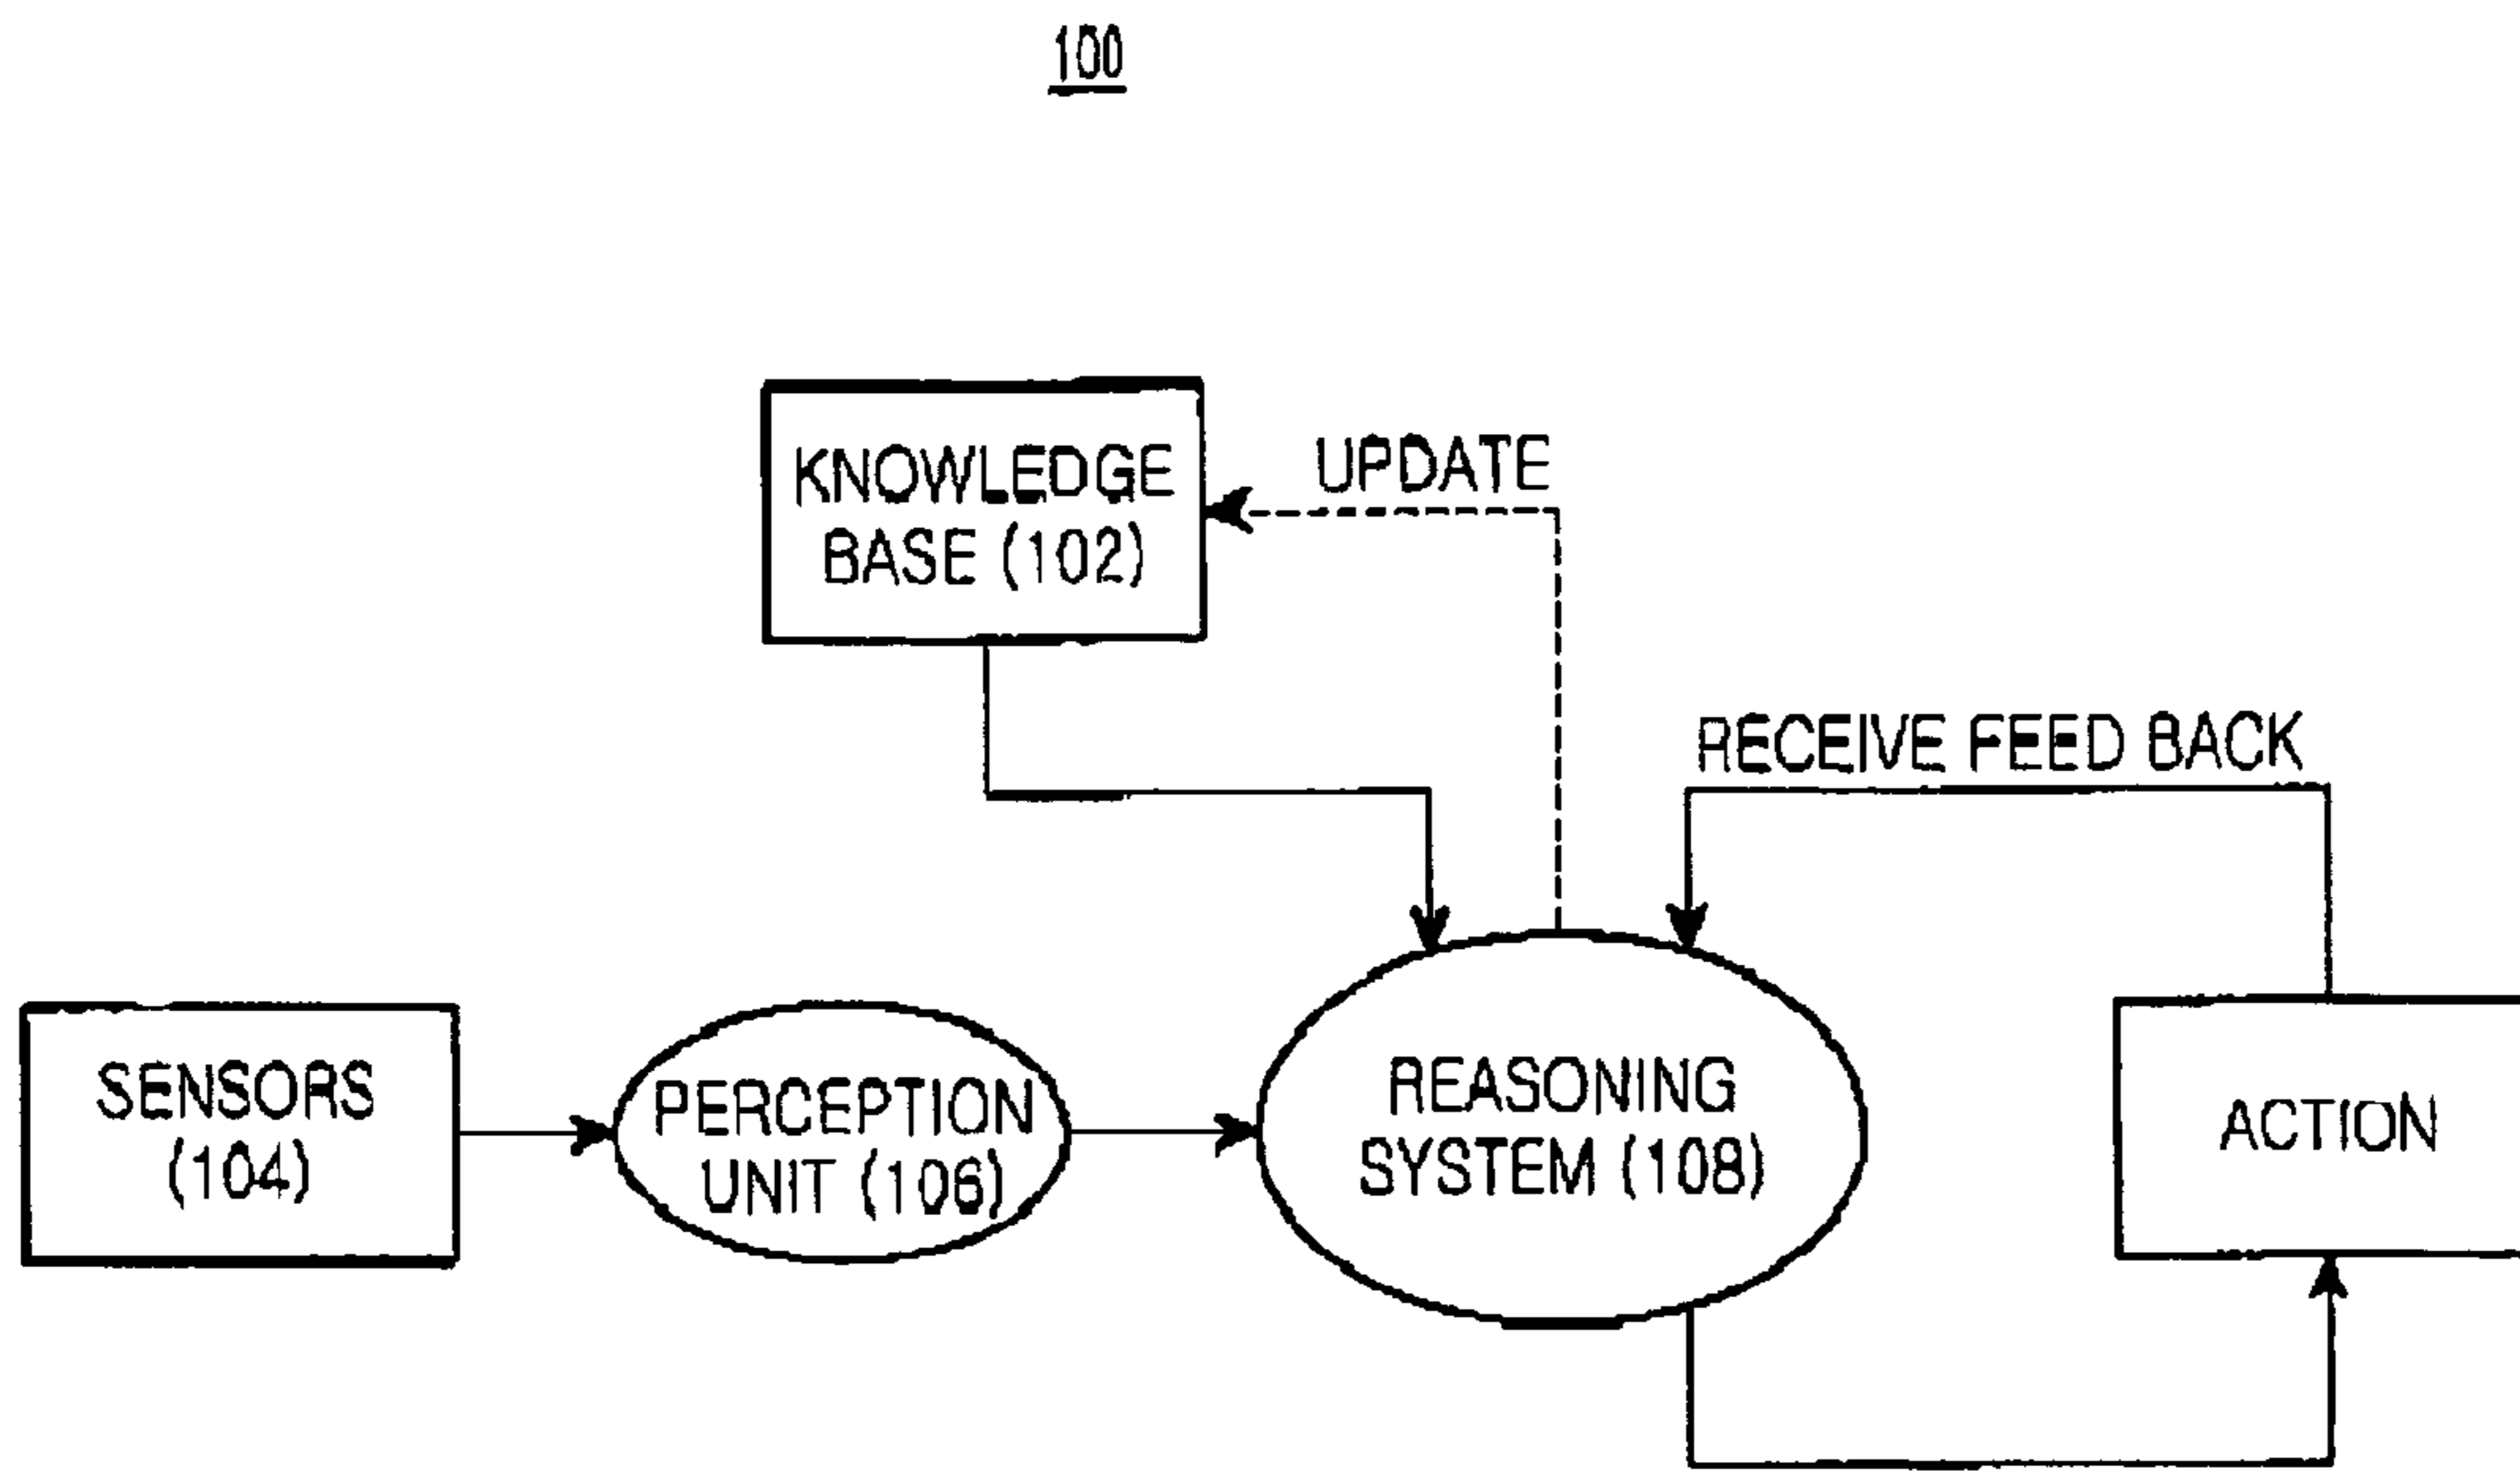 100
KNOWLEDGE
BASE (102)
UPDATE
RECEIVE FEED BACK
SENSORS
(104)
PERCEPTION
UNIT (106)
REASONING
SYSTEM (108)
ACTION